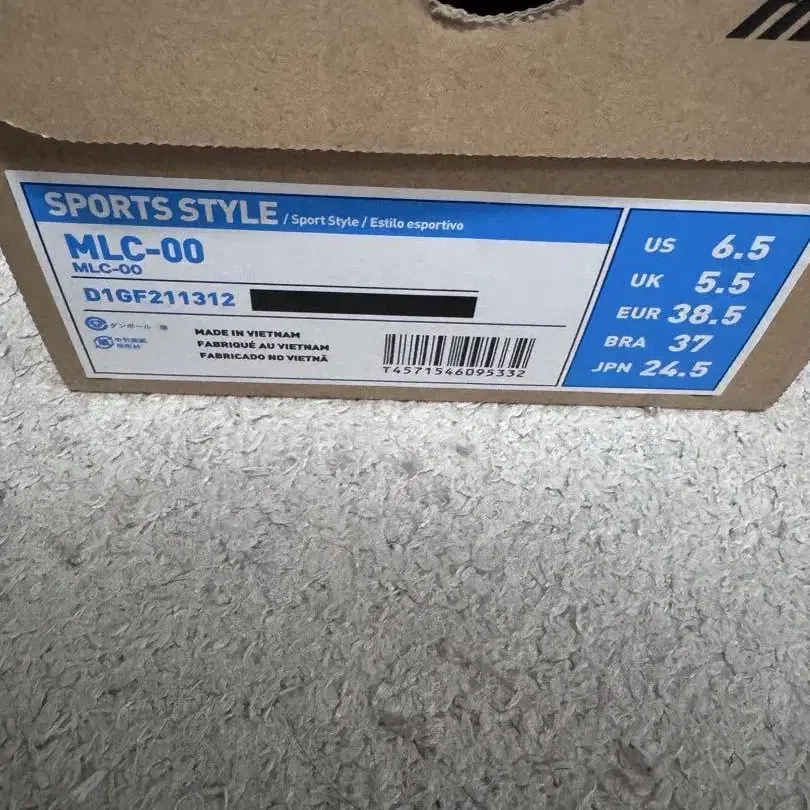 SPORTS STYLE / Sport Style / Estilo esportivo
MLC-00
MLC-00
D1GF211312
ダンボール 箱
MADE IN VIETNAM
FABRIQUÉ AU VIETNAM
FABRICADO NO VIETNÃ
T4571546095332
US 6.5
UK 5.5
EUR 38.5
BRA 37
JPN 24.5